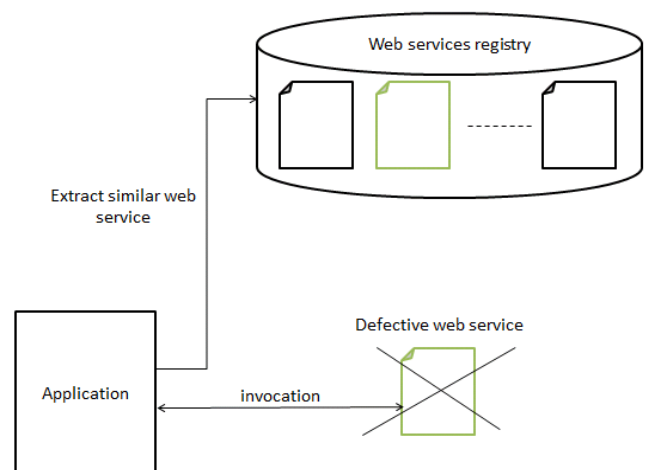 Web services registry
Extract similar web
service
Defective web service
Application
invocation